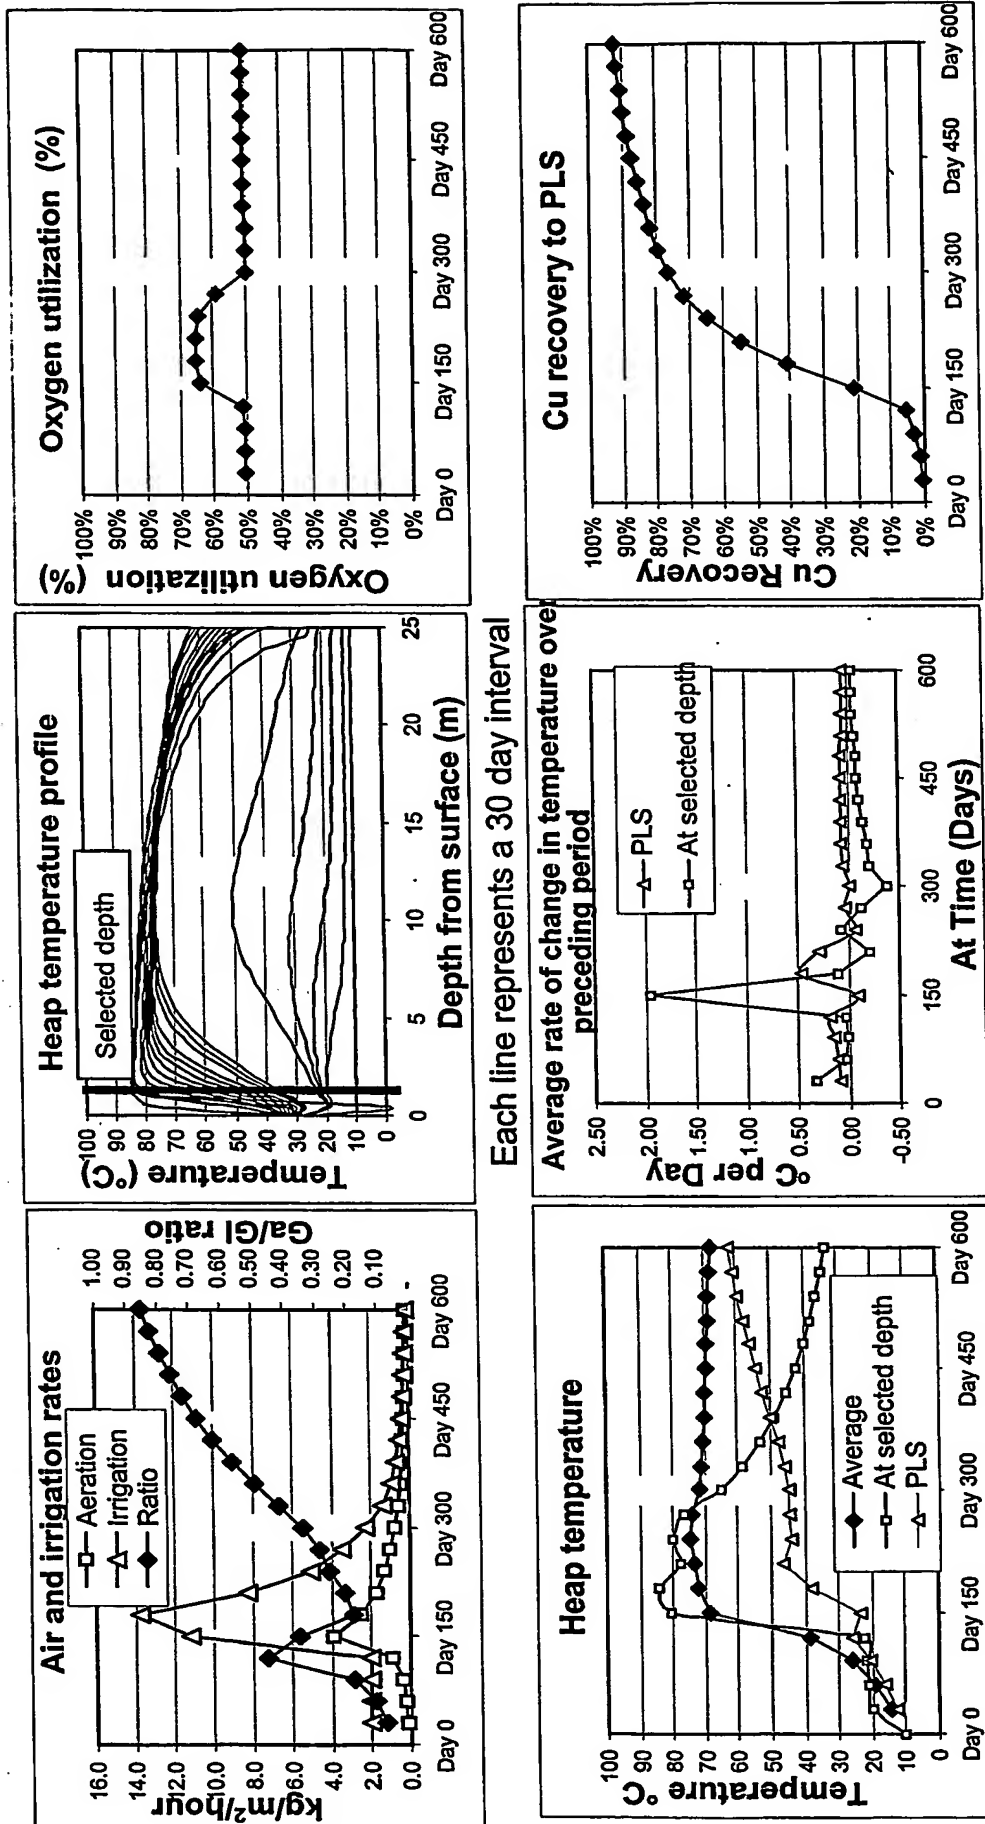 Air and irrigation rates
Aeration
Irrigation
Ratio
kg/m²/hour
16.0
14.0
12.0
10.0
8.0
6.0
4.0
2.0
0.0
Ga/Gl ratio
1.00
0.90
0.80
0.70
0.60
0.50
0.40
0.30
0.20
0.10
-
Day 0
Day 150
Day 300
Day 450
Day 600
Heap temperature profile
Selected depth
Temperature (°C)
100
90
80
70
60
50
40
30
20
10
0
0
5
10
15
20
25
Depth from surface (m)
Each line represents a 30 day interval
Oxygen utilization (%)
Oxygen utilization (%)
100%
90%
80%
70%
60%
50%
40%
30%
20%
10%
0%
Day 0
Day 150
Day 300
Day 450
Day 600
Heap temperature
Temperature °C
100
90
80
70
60
50
40
30
20
10
0
Average
At selected depth
PLS
Day 0
Day 150
Day 300
Day 450
Day 600
Average rate of change in temperature over
preceding period
°C per Day
2.50
2.00
1.50
1.00
0.50
0.00
-0.50
PLS
At selected depth
0
150
300
450
600
At Time (Days)
Cu recovery to PLS
Cu Recovery
100%
90%
80%
70%
60%
50%
40%
30%
20%
10%
0%
Day 0
Day 150
Day 300
Day 450
Day 600